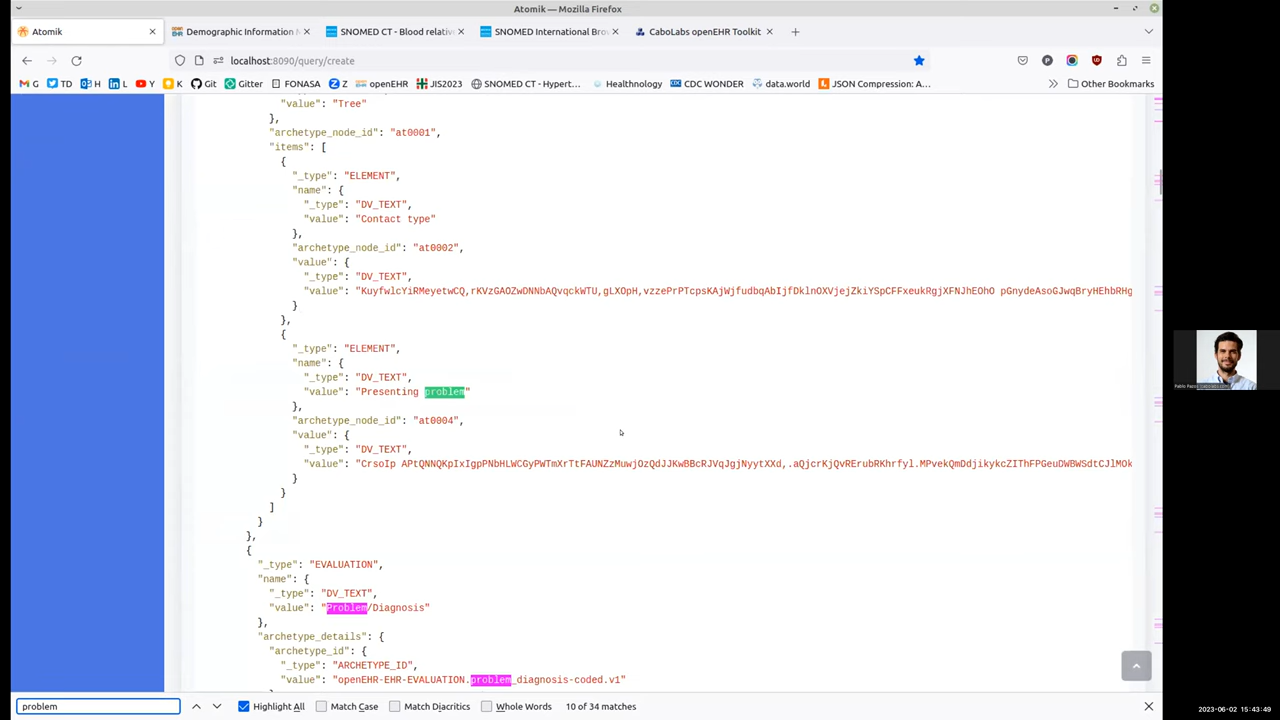 Atomik — Mozilla Firefox
Atomik
Demographic Information M
SNOMED CT - Blood relativ
SNOMED International Bro
CaboLabs openEHR Toolkit
localhost:8090/query/create
G TD H L Y K Git Gitter FONASA Z openEHR JIS2023 SNOMED CT - Hypert... Healthnology CDC WONDER data.world JSON Compression: A... Other Bookmarks
"value": "Tree"
},
"archetype_node_id": "at0001",
"items": [
{
"_type": "ELEMENT",
"name": {
"_type": "DV_TEXT",
"value": "Contact type"
},
"archetype_node_id": "at0002",
"value": {
"_type": "DV_TEXT",
"value":
}
},
{
"_type": "ELEMENT",
"name": {
"_type": "DV_TEXT",
"value": "Presenting problem"
},
"archetype_node_id": "at0004",
"value": {
"_type": "DV_TEXT",
"value": "CrsoIp
}
}
]
}
},
{
"_type": "EVALUATION",
"name": {
"_type": "DV_TEXT",
"value": "Problem/Diagnosis"
},
"archetype_details": {
"archetype_id": {
"_type": "ARCHETYPE_ID",
"value": "openEHR-EHR-EVALUATION.problem_diagnosis-coded.v1"
problem
Highlight All Match Case Match Diacritics Whole Words 10 of 34 matches
2023-06-02 15:43:49